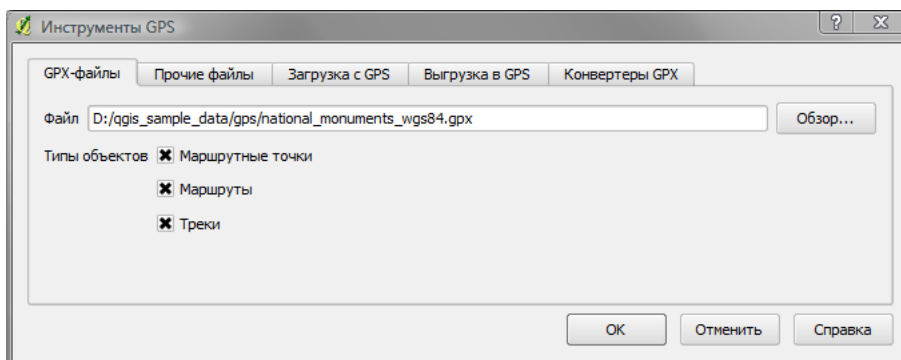 Инструменты GPS
GPX-файлы Прочие файлы Загрузка с GPS Выгрузка в GPS Конвертеры GPX
Файл D:/qgis_sample_data/gps/national_monuments_wgs84.gpx Обзор...
Типы объектов Маршрутные точки
Маршруты
Треки
OK Отменить Справка